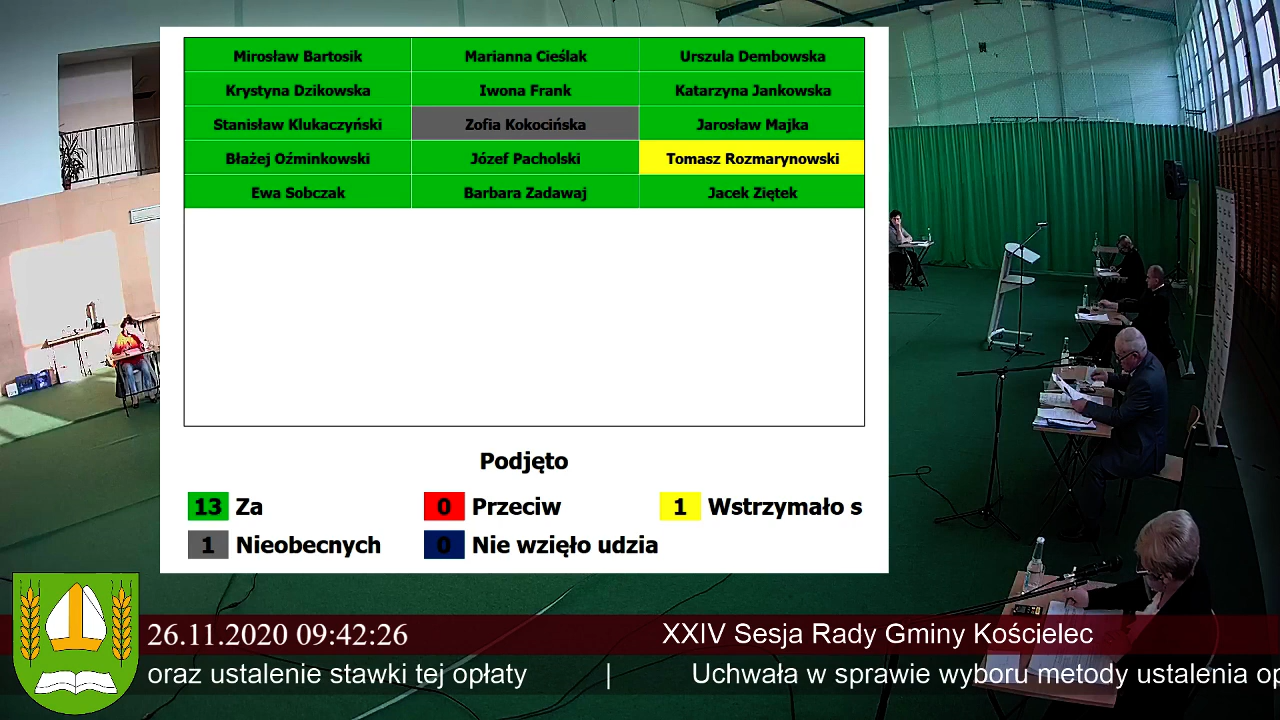 Mirosław Bartosik Marianna Cieślak Urszula Dembowska
Krystyna Dzikowska Iwona Frank Katarzyna Jankowska
Stanisław Klukaczyński Zofia Kokocińska Jarosław Majka
Błażej Oźminkowski Józef Pacholski Tomasz Rozmarynowski
Ewa Sobczak Barbara Zadawaj Jacek Ziętek
Podjęto
13 Za 0 Przeciw 1 Wstrzymało s
1 Nieobecnych 0 Nie wzięło udzia
26.11.2020 09:42:26 XXIV Sesja Rady Gminy Kościelec
oraz ustalenie stawki tej opłaty | Uchwała w sprawie wyboru metody ustalenia op